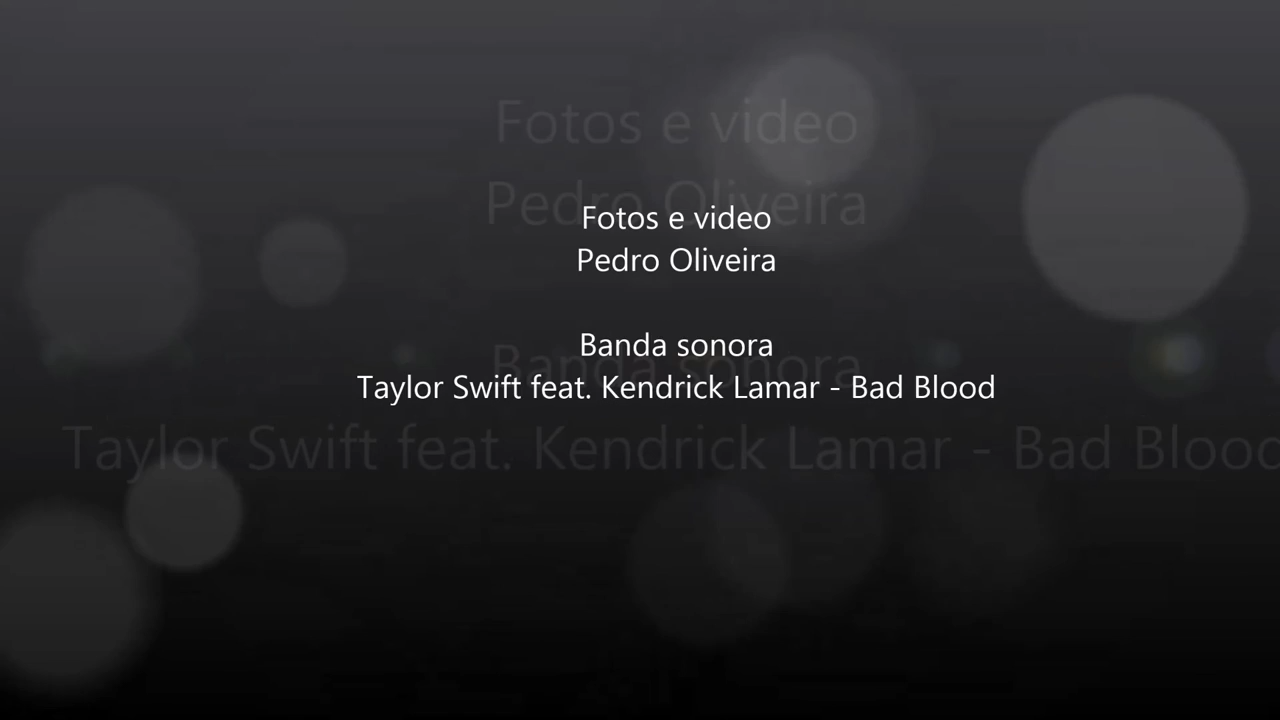 Fotos e video
Pedro Oliveira
Banda sonora
Taylor Swift feat. Kendrick Lamar - Bad Blood